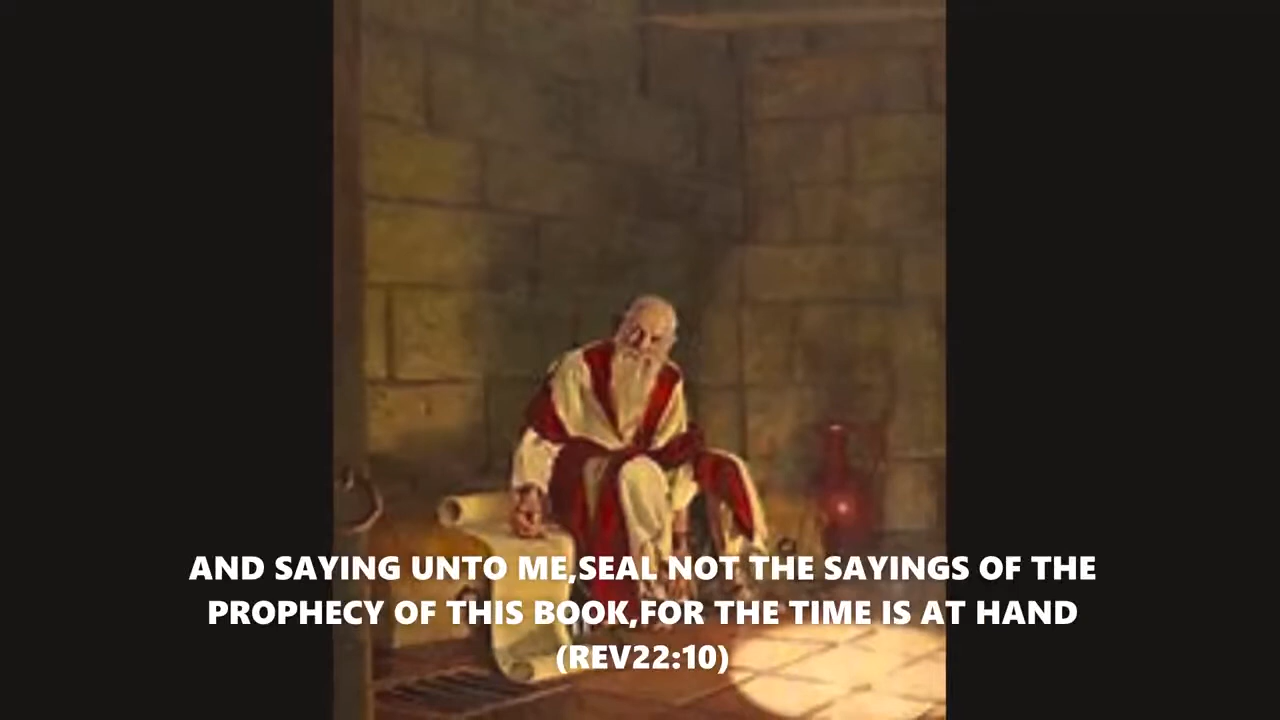 AND SAYING UNTO ME,SEAL NOT THE SAYINGS OF THE
PROPHECY OF THIS BOOK,FOR THE TIME IS AT HAND
(REV22:10)